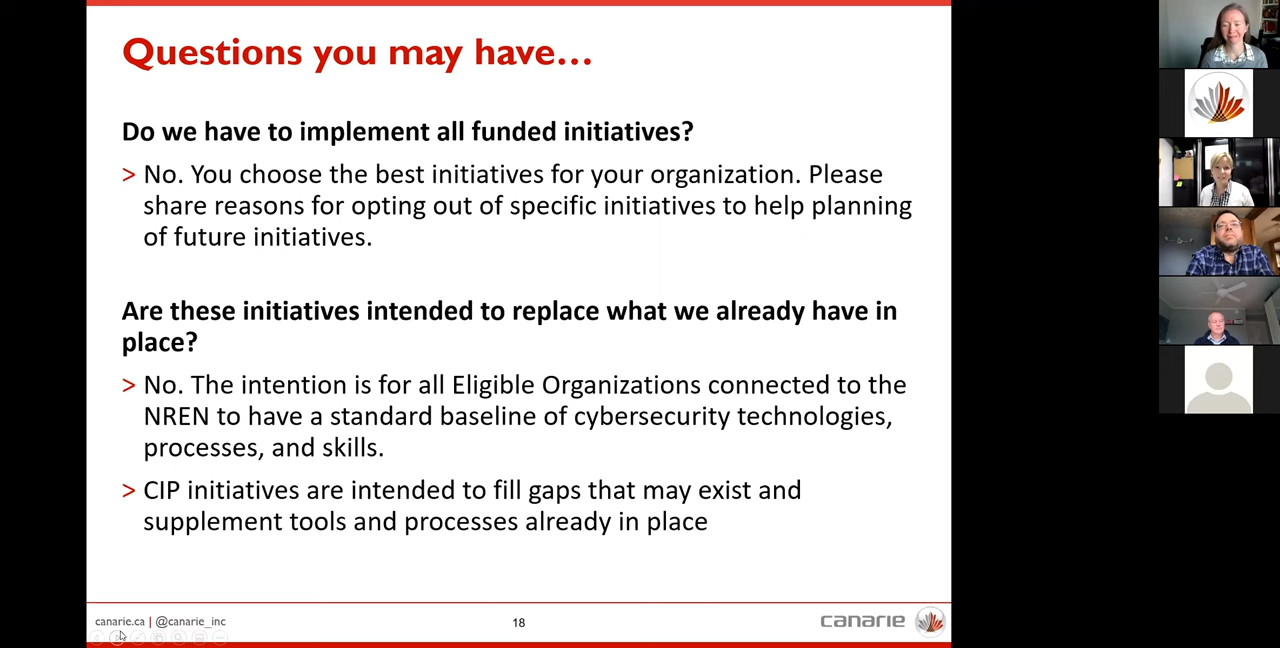 Questions you may have...
Do we have to implement all funded initiatives?
> No. You choose the best initiatives for your organization. Please
share reasons for opting out of specific initiatives to help planning
of future initiatives.
Are these initiatives intended to replace what we already have in
place?
> No. The intention is for all Eligible Organizations connected to the
NREN to have a standard baseline of cybersecurity technologies,
processes, and skills.
> CIP initiatives are intended to fill gaps that may exist and
supplement tools and processes already in place
canarie.ca | @canarie_inc
18
canarie